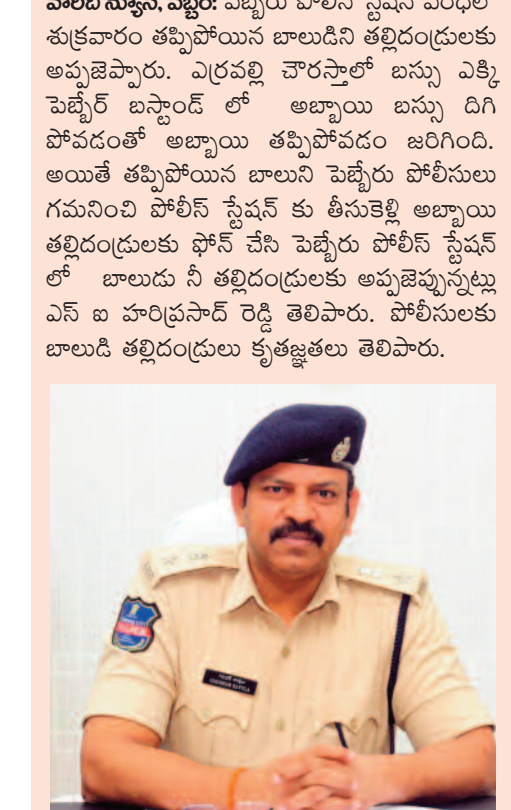 పెబ్బేరు పోలీస్ స్టేషన్ పరిధిలో
శుక్రవారం తప్పిపోయిన బాలుడిని తల్లిదండ్రులకు
అప్పజెప్పారు. ఎర్రవల్లి చౌరస్తాలో బస్సు ఎక్కి
పెబ్బేర్ బస్టాండ్ లో అబ్బాయి బస్సు దిగి
పోవడంతో అబ్బాయి తప్పిపోవడం జరిగింది.
అయితే తప్పిపోయిన బాలుని పెబ్బేరు పోలీసులు
గమనించి పోలీస్ స్టేషన్ కు తీసుకెళ్లి అబ్బాయి
తల్లిదండ్రులకు ఫోన్ చేసి పెబ్బేరు పోలీస్ స్టేషన్
లో బాలుడు నీ తల్లిదండ్రులకు అప్పజెప్పున్నట్లు
ఎస్ ఐ హరిప్రసాద్ రెడ్డి తెలిపారు. పోలీసులకు
బాలుడి తల్లిదండ్రులు కృతజ్ఞతలు తెలిపారు.